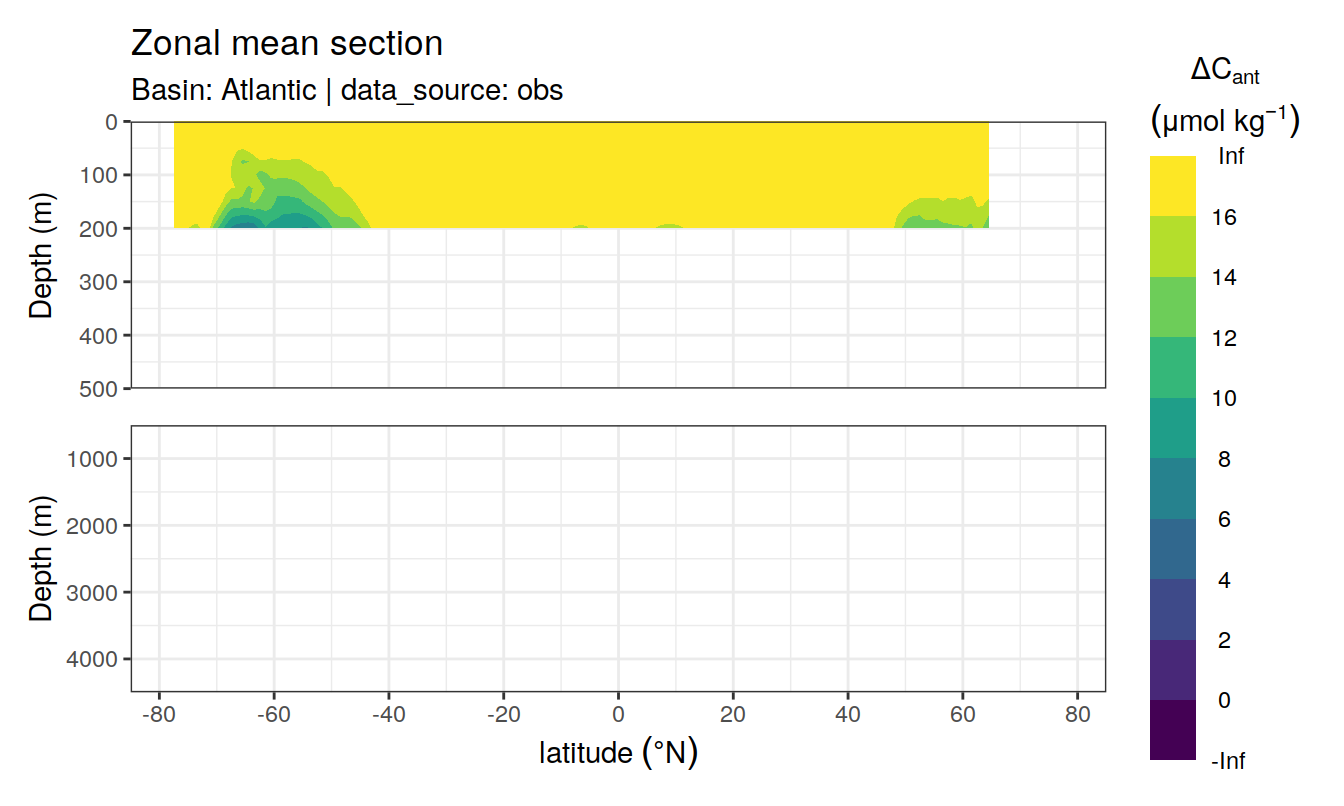 Zonal mean section
Basin: Atlantic | data_source: obs
ΔCant
(μmol kg−1)
Inf
16
14
12
10
8
6
4
2
0
-Inf
Depth (m)
0
100
200
300
400
500
Depth (m)
1000
2000
3000
4000
-80 -60 -40 -20 0 20 40 60 80
latitude (°N)